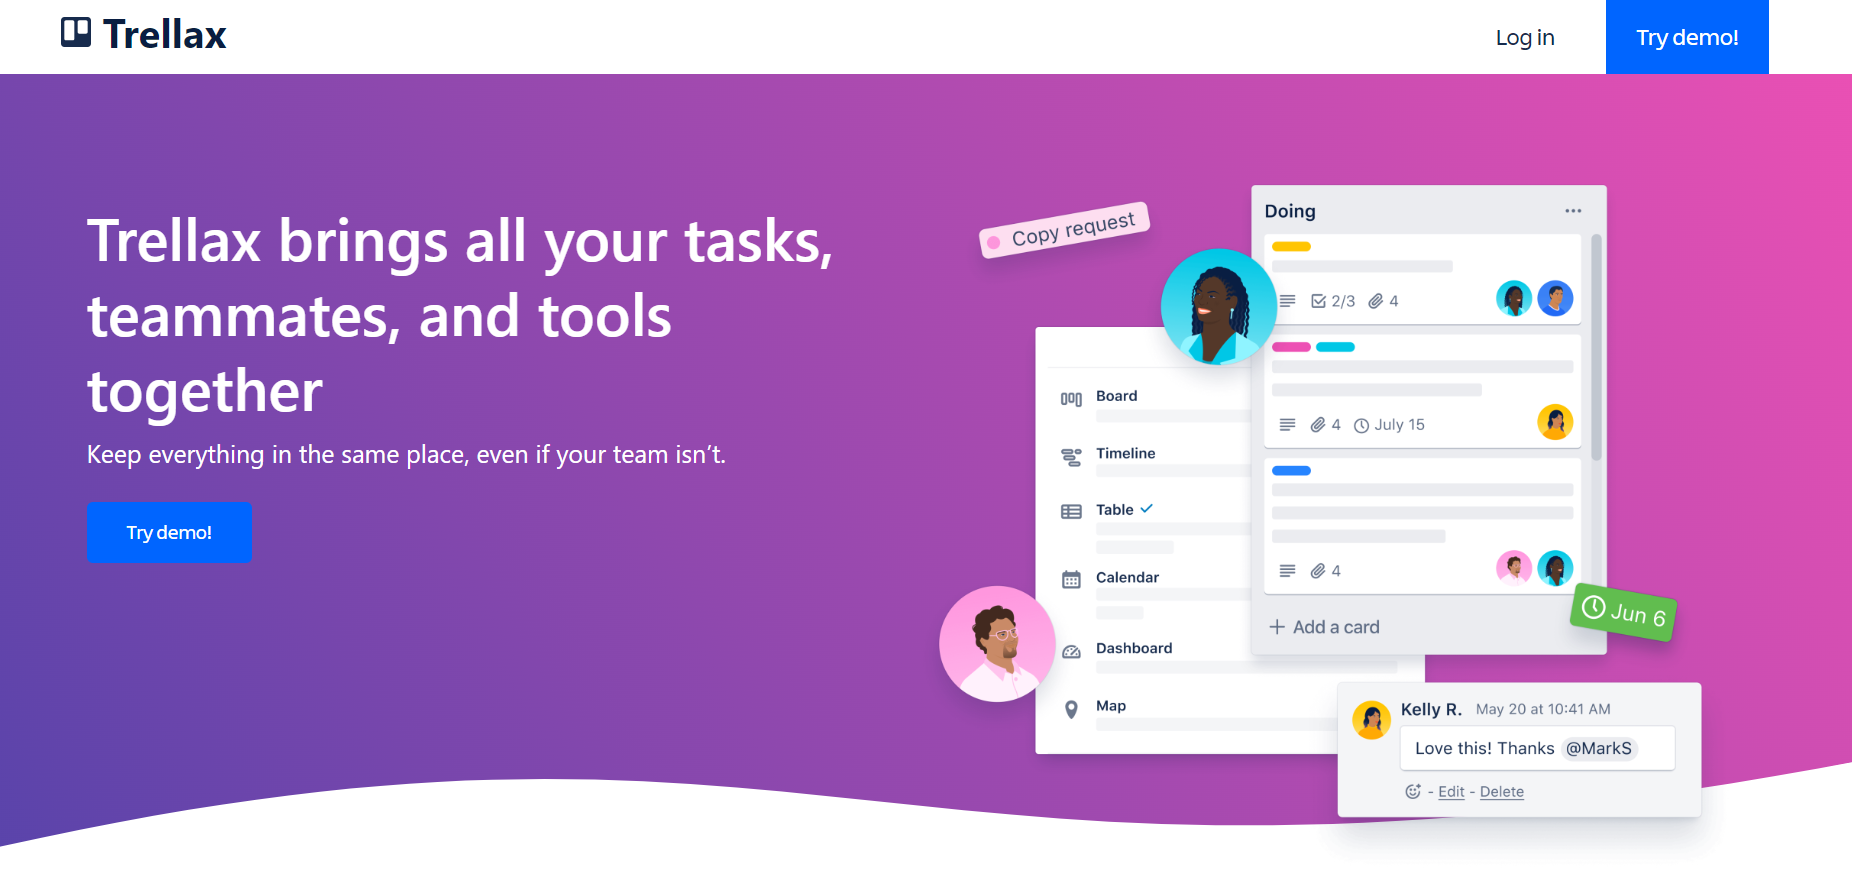 Trellax
Log in
Try demo!
Trellax brings all your tasks,
teammates, and tools
together
Keep everything in the same place, even if your team isn’t.
Try demo!
Copy request
Doing
2/3 4
4 July 15
4
Add a card
Jun 6
Board
Timeline
Table
Calendar
Dashboard
Map
Kelly R. May 20 at 10:41 AM
Love this! Thanks @MarkS
- Edit - Delete